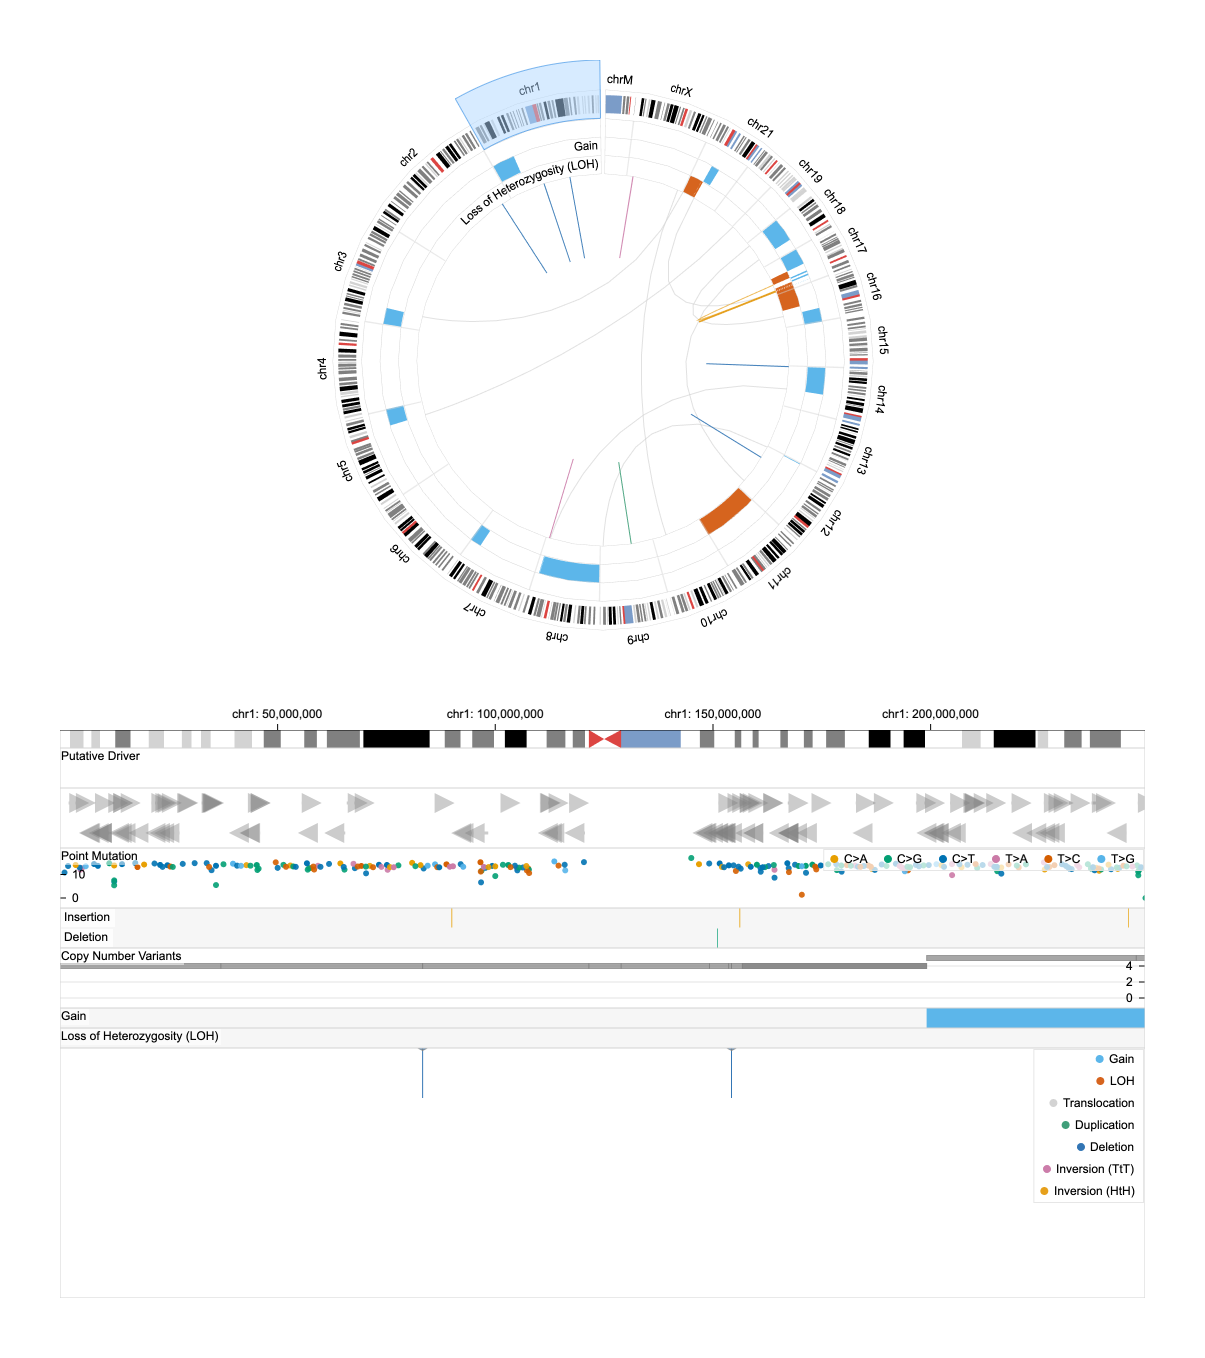 chrM
chrX
chr21
chr19
chr18
chr17
chr16
chr15
chr14
chr13
chr12
chr11
chr10
chr9
chr8
chr7
chr6
chr5
chr4
chr3
chr2
chr1
Gain
Loss of Heterozygosity (LOH)
chr1: 50,000,000 chr1: 100,000,000 chr1: 150,000,000 chr1: 200,000,000
Putative Driver
Point Mutation
C>A C>G C>T T>A T>C T>G
10
0
Insertion
Deletion
Copy Number Variants
4
2
0
Gain
Loss of Heterozygosity (LOH)
Gain
LOH
Translocation
Duplication
Deletion
Inversion (TtT)
Inversion (HtH)